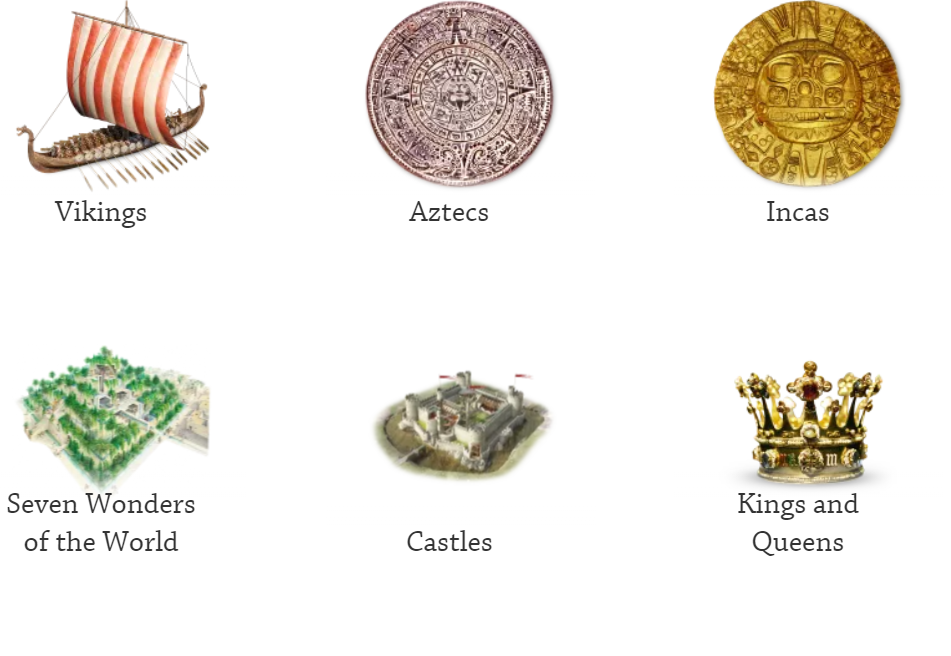 Vikings
Aztecs
Incas
Seven Wonders
of the World
Castles
Kings and
Queens